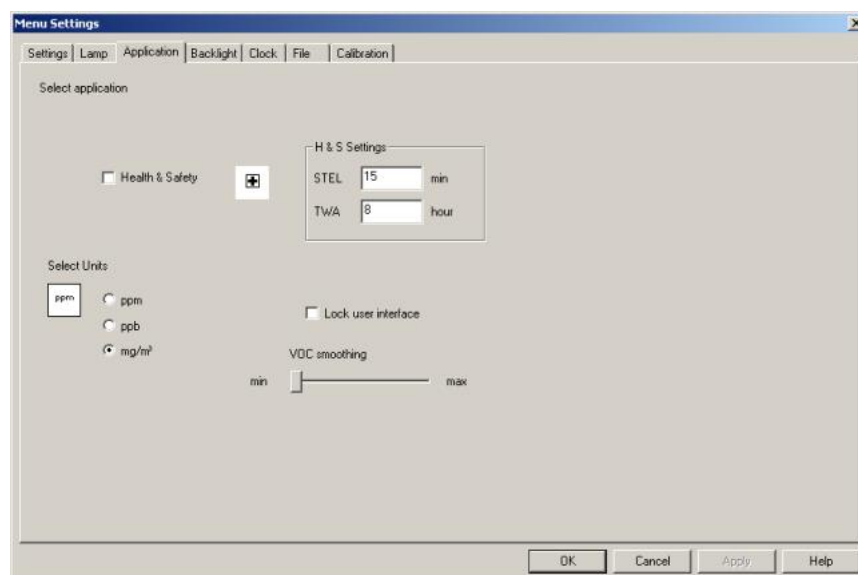 Menu Settings
Settings Lamp Application Backlight Clock File Calibration
Select application
H & S Settings
Health & Safety
STEL 15 min
TWA 8 hour
Select Units
ppm
ppm
ppb
mg/m³
Lock user interface
VOC smoothing
min max
OK Cancel Apply Help